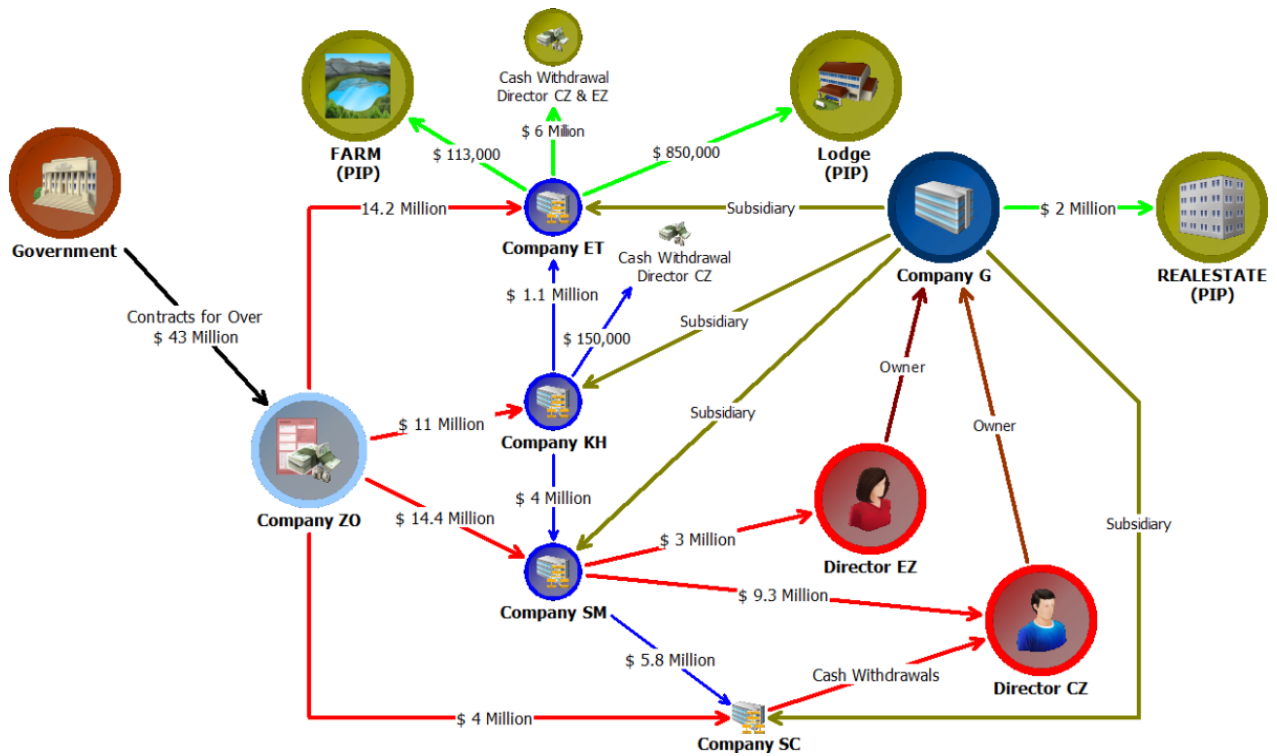 Cash Withdrawal
Director CZ & EZ
$ 6 Million
FARM
(PIP)
$ 113,000
$ 850,000
Lodge
(PIP)
Government
14.2 Million
Company ET
Subsidiary
Company G
$ 2 Million
REALESTATE
(PIP)
Cash Withdrawal
Director CZ
$ 1.1 Million
$ 150,000
Subsidiary
Contracts for Over
$ 43 Million
Owner
$ 11 Million
Company KH
Subsidiary
Owner
Company ZO
$ 14.4 Million
$ 4 Million
Subsidiary
$ 3 Million
Director EZ
Company SM
$ 9.3 Million
$ 5.8 Million
Cash Withdrawals
Director CZ
$ 4 Million
Company SC